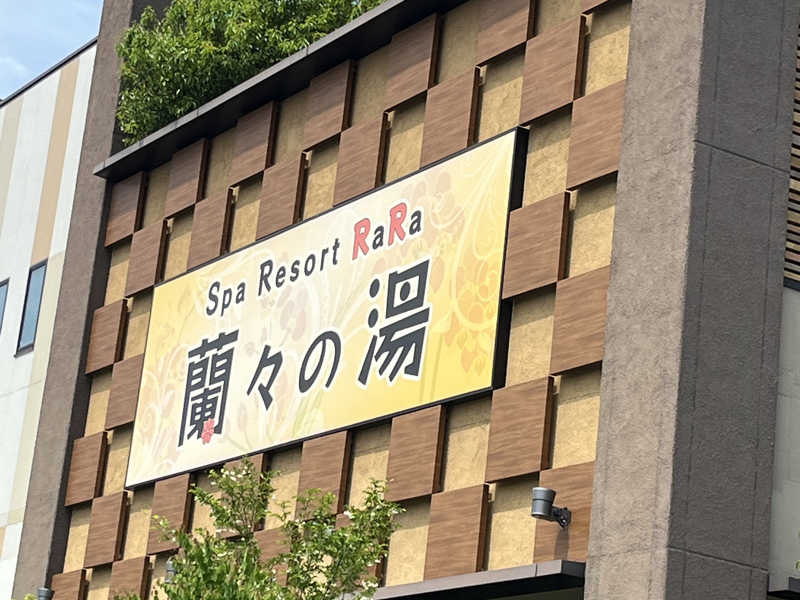 Spa Resort RaRa
蘭々の湯